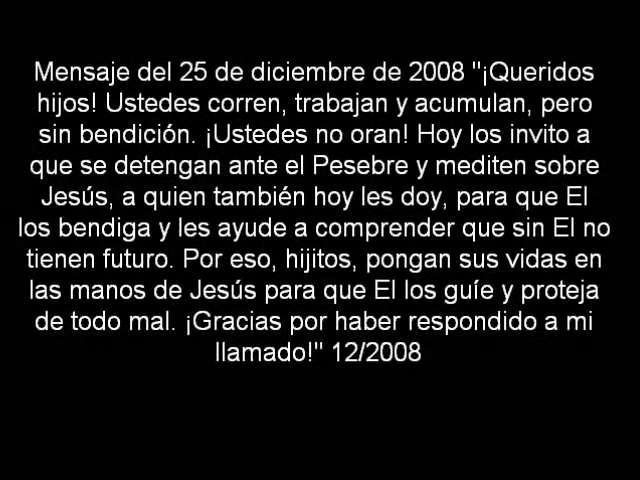 Mensaje del 25 de diciembre de 2008 "¡Queridos
hijos! Ustedes corren, trabajan y acumulan, pero
sin bendición. ¡Ustedes no oran! Hoy los invito a
que se detengan ante el Pesebre y mediten sobre
Jesús, a quien también hoy les doy, para que El
los bendiga y les ayude a comprender que sin El no
tienen futuro. Por eso, hijitos, pongan sus vidas en
las manos de Jesús para que El los guíe y proteja
de todo mal. ¡Gracias por haber respondido a mi
llamado!" 12/2008